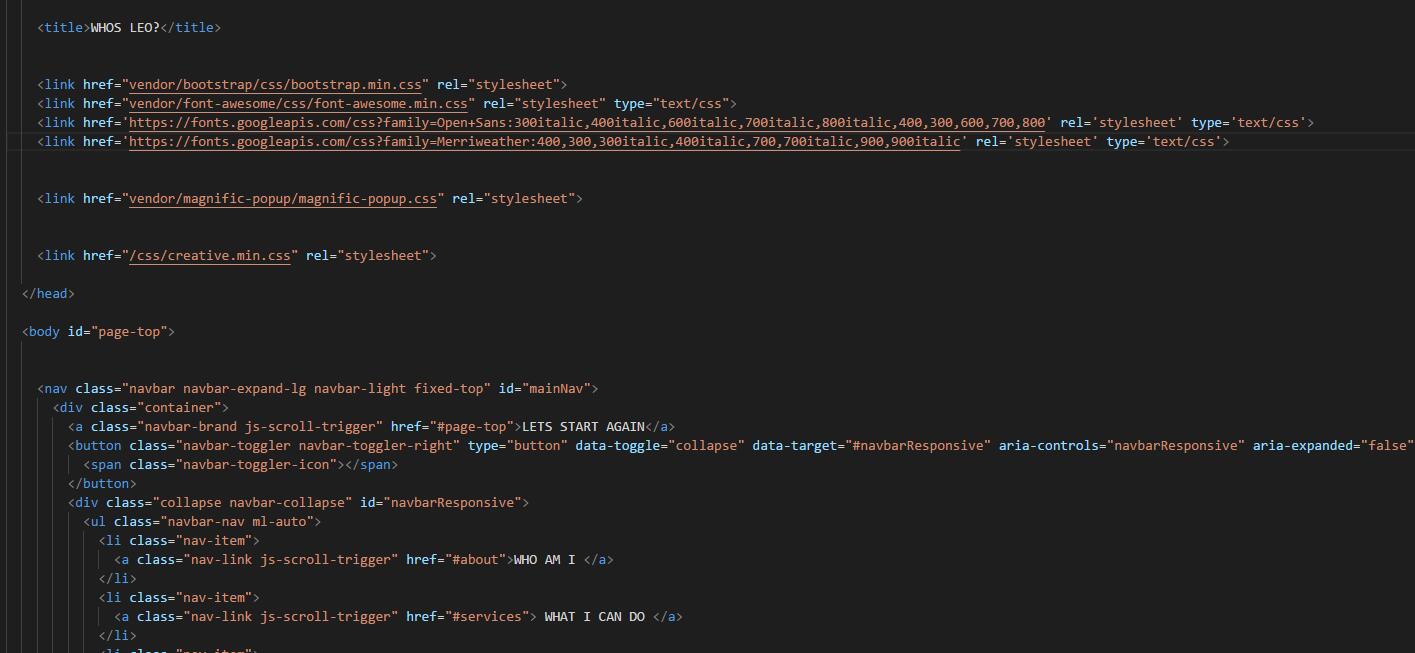 <title>WHOS LEO?</title>
<link href="vendor/bootstrap/css/bootstrap.min.css" rel="stylesheet">
<link href="vendor/font-awesome/css/font-awesome.min.css" rel="stylesheet" type="text/css">
<link href='https://fonts.googleapis.com/css?family=Open+Sans:300italic,400italic,600italic,700italic,800italic,400,300,600,700,800' rel='stylesheet' type='text/css'>
<link href='https://fonts.googleapis.com/css?family=Merriweather:400,300,300italic,400italic,700,700italic,900,900italic' rel='stylesheet' type='text/css'>
<link href="vendor/magnific-popup/magnific-popup.css" rel="stylesheet">
<link href="/css/creative.min.css" rel="stylesheet">
</head>
<body id="page-top">
<nav class="navbar navbar-expand-lg navbar-light fixed-top" id="mainNav">
<div class="container">
<a class="navbar-brand js-scroll-trigger" href="#page-top">LETS START AGAIN</a>
<button class="navbar-toggler navbar-toggler-right" type="button" data-toggle="collapse" data-target="#navbarResponsive" aria-controls="navbarResponsive" aria-expanded="false"
<span class="navbar-toggler-icon"></span>
</button>
<div class="collapse navbar-collapse" id="navbarResponsive">
<ul class="navbar-nav ml-auto">
<li class="nav-item">
<a class="nav-link js-scroll-trigger" href="#about">WHO AM I </a>
</li>
<li class="nav-item">
<a class="nav-link js-scroll-trigger" href="#services"> WHAT I CAN DO </a>
</li>
<li class="nav-item">